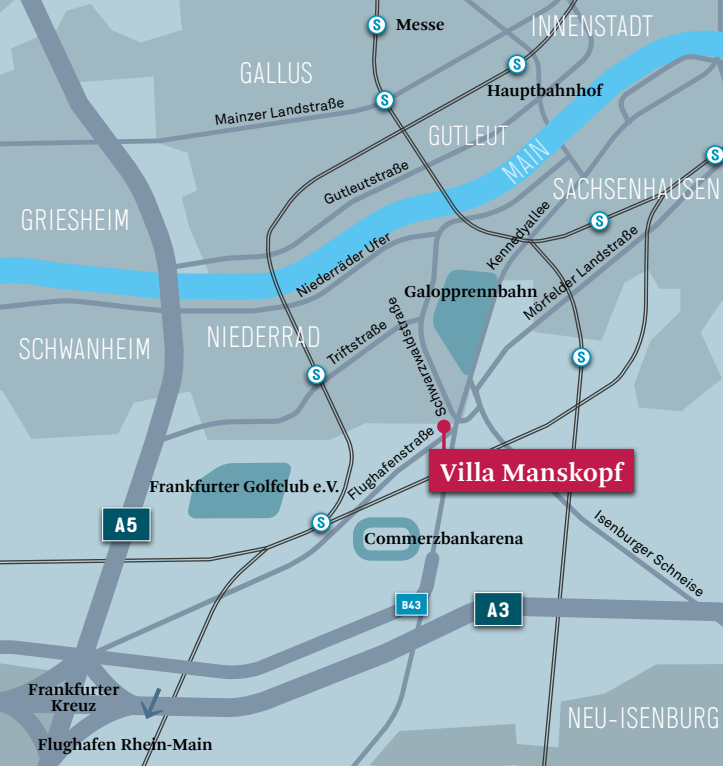 S
Messe
INNENSTADT
S
GALLUS
Hauptbahnhof
S
Mainzer Landstraße
GUTLEUT
MAIN
S
Gutleutstraße
SACHSENHAUSEN
GRIESHEIM
S
Kennedyallee
Niederräder Ufer
Mörfelder Landstraße
Galopprennbahn
NIEDERRAD
SCHWANHEIM
Triftstraße
Schwarzwaldstraße
S
S
Flughafenstraße
Villa Manskopf
Frankfurter Golfclub e.V.
A5
S
Commerzbankarena
Isenburger Schneise
B43
A3
Frankfurter
Kreuz
NEU-ISENBURG
Flughafen Rhein-Main